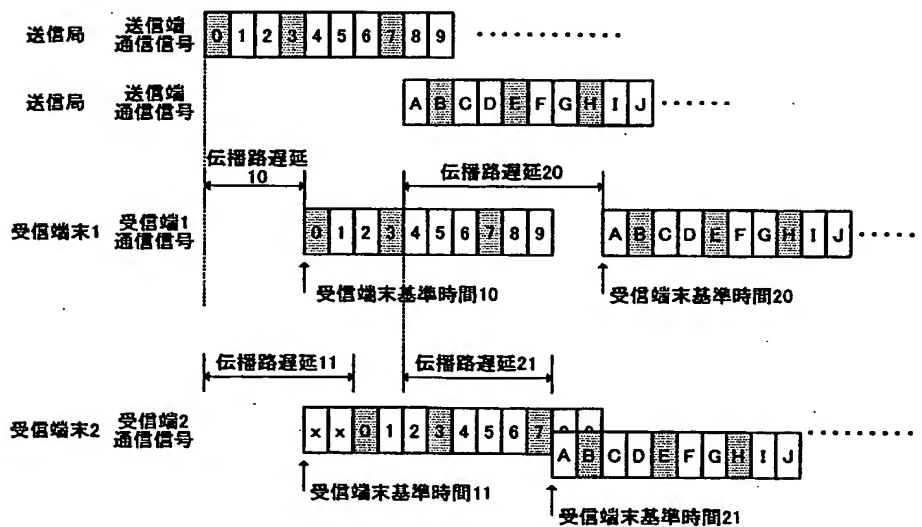 送信局 送信端 通信信号 0 1 2 3 4 5 6 7 8 9 ・・・・・・・・・・・・
送信局 送信端 通信信号 A B C D E F G H I J ・・・・・・
伝播路遅延10 伝播路遅延20
受信端末1 受信端1 通信信号 0 1 2 3 4 5 6 7 8 9 A B C D E F G H I J ・・・・・
受信端末基準時間10 受信端末基準時間20
伝播路遅延11 伝播路遅延21
受信端末2 受信端2 通信信号 x x 0 1 2 3 4 5 6 7 ・・・・・・・・・・
A B C D E F G H I J
受信端末基準時間11
受信端末基準時間21